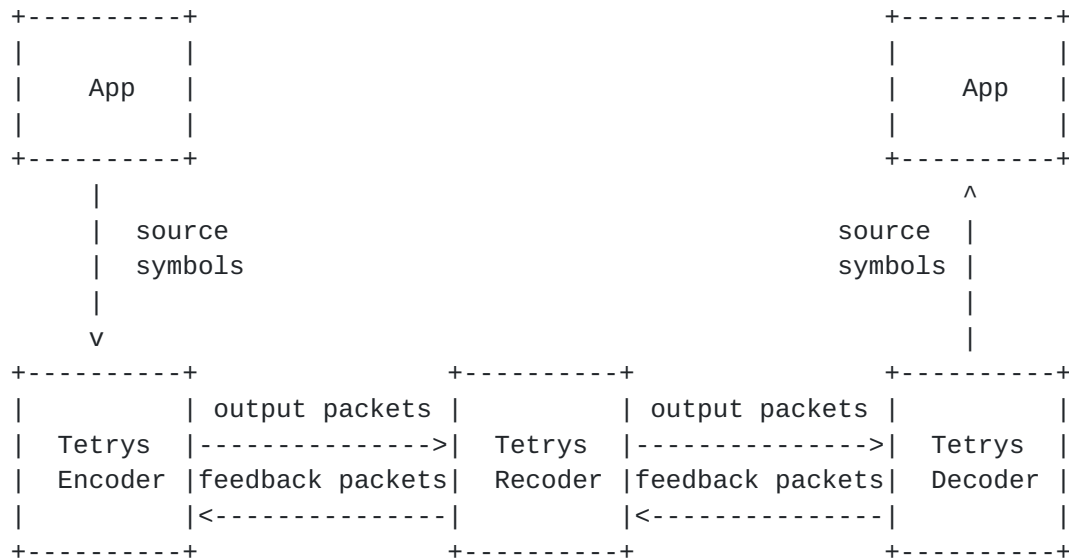 +----------+                                        +----------+
|          |                                        |          |
|    App   |                                        |    App   |
|          |                                        |          |
+----------+                                        +----------+
     |                                                   ^
     |  source                                   source  |
     |  symbols                                  symbols |
     |                                                   |
     v                                                   |
+----------+               +----------+               +----------+
|          | output packets |          | output packets |          |
|  Tetrys  |--------------->|  Tetrys  |--------------->|  Tetrys  |
|  Encoder |feedback packets|  Recoder |feedback packets|  Decoder |
|          |<---------------|          |<---------------|          |
+----------+               +----------+               +----------+